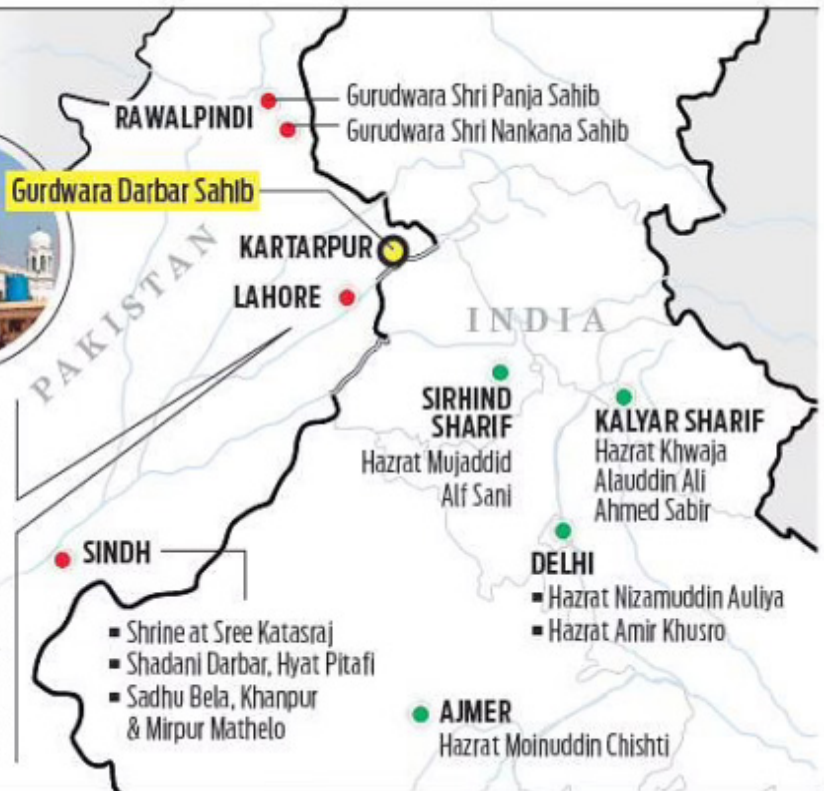 RAWALPINDI
Gurudwara Shri Panja Sahib
Gurudwara Shri Nankana Sahib
Gurdwara Darbar Sahib
KARTARPUR
LAHORE
PAKISTAN
INDIA
SIRHIND
SHARIF
Hazrat Mujaddid
Alf Sani
KALYAR SHARIF
Hazrat Khwaja
Alauddin Ali
Ahmed Sabir
SINDH
▪ Shrine at Sree Katasraj
▪ Shadani Darbar, Hyat Pitafi
▪ Sadhu Bela, Khanpur
& Mirpur Mathelo
DELHI
▪ Hazrat Nizamuddin Auliya
▪ Hazrat Amir Khusro
AJMER
Hazrat Moinuddin Chishti